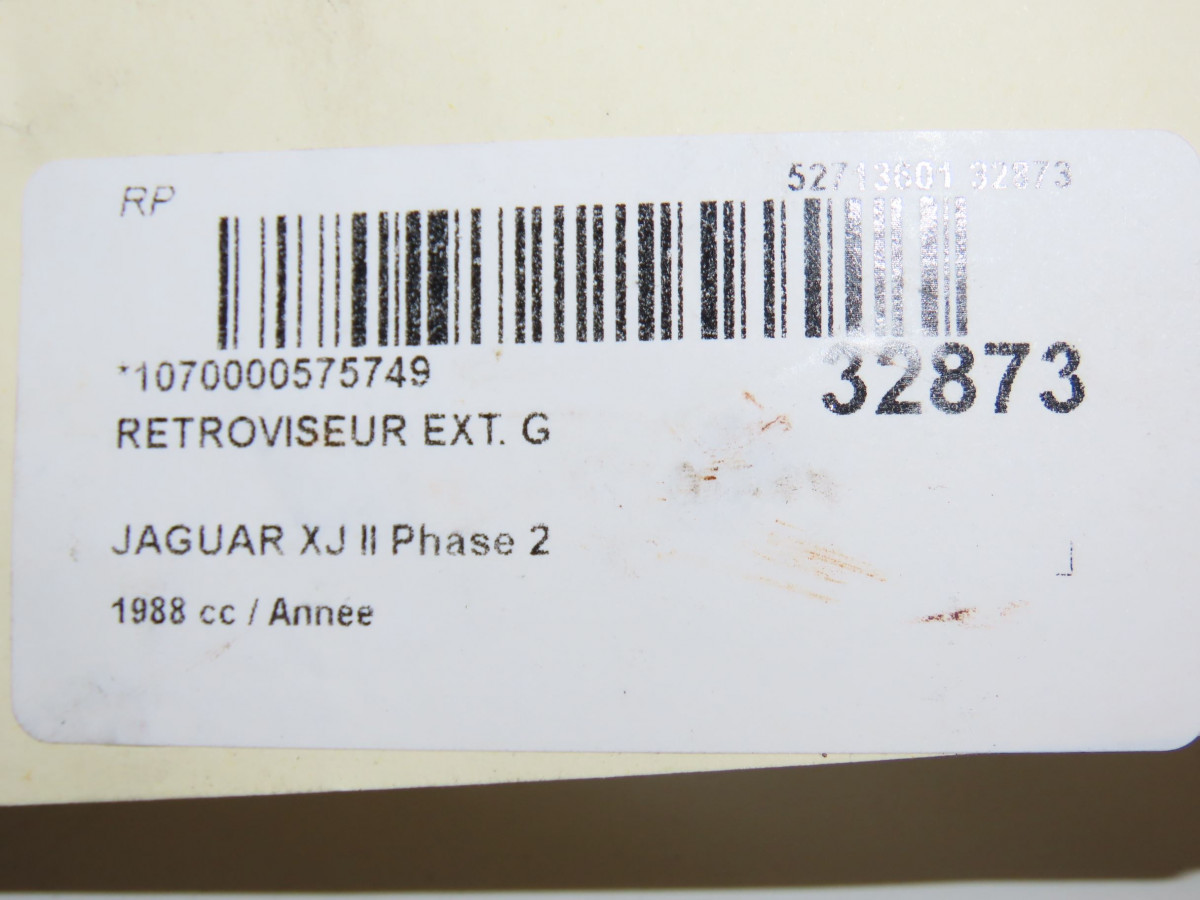 RP
52713601 32873
*1070000575749
32873
RETROVISEUR EXT. G
JAGUAR XJ II Phase 2
1988 cc / Annee